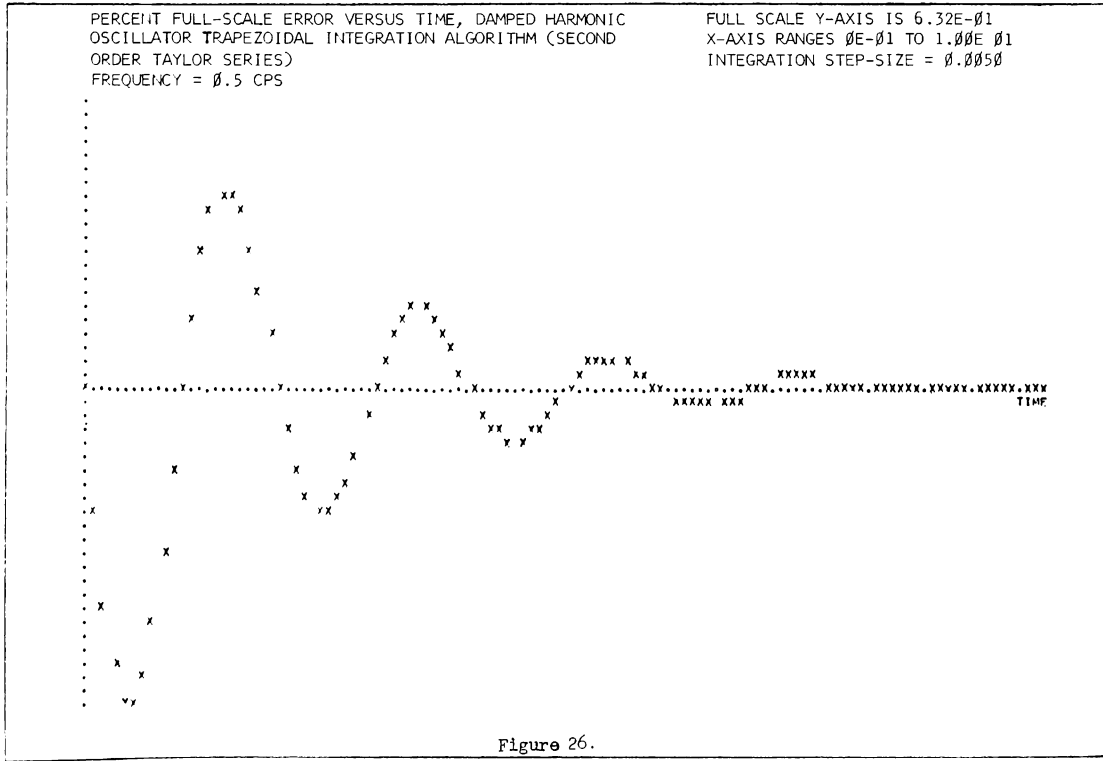 PERCENT FULL-SCALE ERROR VERSUS TIME, DAMPED HARMONIC
OSCILLATOR TRAPEZOIDAL INTEGRATION ALGORITHM (SECOND
ORDER TAYLOR SERIES)
FREQUENCY = Ø.5 CPS
FULL SCALE Y-AXIS IS 6.32E-Ø1
X-AXIS RANGES ØE-Ø1 TO 1.ØØE Ø1
INTEGRATION STEP-SIZE = Ø.ØØ5Ø
TIME
Figure 26.